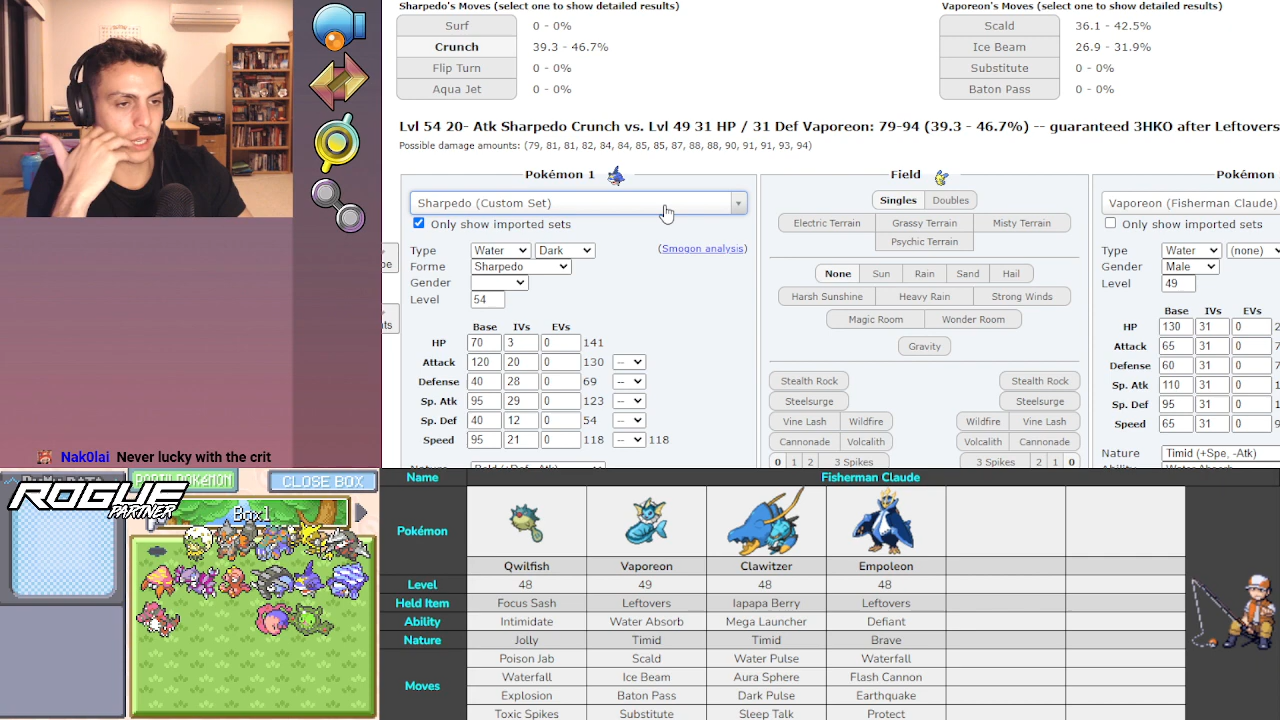 Sharpedo's Moves (select one to show detailed results)
Surf 0 - 0%
Crunch 39.3 - 46.7%
Flip Turn 0 - 0%
Aqua Jet 0 - 0%
Vaporeon's Moves (select one to show detailed results)
Scald 36.1 - 42.5%
Ice Beam 26.9 - 31.9%
Substitute 0 - 0%
Baton Pass 0 - 0%
Lvl 54 20- Atk Sharpedo Crunch vs. Lvl 49 31 HP / 31 Def Vaporeon: 79-94 (39.3 - 46.7%) -- guaranteed 3HKO after Leftovers
Possible damage amounts: (79, 81, 81, 82, 84, 84, 85, 85, 87, 88, 88, 90, 91, 91, 93, 94)
Pokémon 1
Sharpedo (Custom Set)
Only show imported sets
Type Water Dark (Smogon analysis)
Forme Sharpedo
Gender
Level 54
Base IVs EVs
HP 70 3 0 141
Attack 120 20 0 130 --
Defense 40 28 0 69 --
Sp. Atk 95 29 0 123 --
Sp. Def 40 12 0 54 --
Speed 95 21 0 118 -- 118
Field
Singles Doubles
Electric Terrain Grassy Terrain Misty Terrain
Psychic Terrain
None Sun Rain Sand Hail
Harsh Sunshine Heavy Rain Strong Winds
Magic Room Wonder Room
Gravity
Stealth Rock Stealth Rock
Steelsurge Steelsurge
Vine Lash Wildfire Wildfire Vine Lash
Cannonade Volcalith Volcalith Cannonade
0 1 2 3 Spikes 3 Spikes 2 1 0
Pokémon
Vaporeon (Fisherman Claude)
Only show imported sets
Type Water (none)
Gender Male
Level 49
Base IVs EVs
HP 130 31 0
Attack 65 31 0
Defense 60 31 0
Sp. Atk 110 31 0
Sp. Def 95 31 0
Speed 65 31 0
Nature Timid (+Spe, -Atk)
Nak0lai Never lucky with the crit
ROGUE
PARTNER
CLOSE BOX
Box1
Name Fisherman Claude
Pokémon Qwilfish Vaporeon Clawitzer Empoleon
Level 48 49 48 48
Held Item Focus Sash Leftovers Iapapa Berry Leftovers
Ability Intimidate Water Absorb Mega Launcher Defiant
Nature Jolly Timid Timid Brave
Moves Poison Jab Scald Water Pulse Waterfall
Waterfall Ice Beam Aura Sphere Flash Cannon
Explosion Baton Pass Dark Pulse Earthquake
Toxic Spikes Substitute Sleep Talk Protect